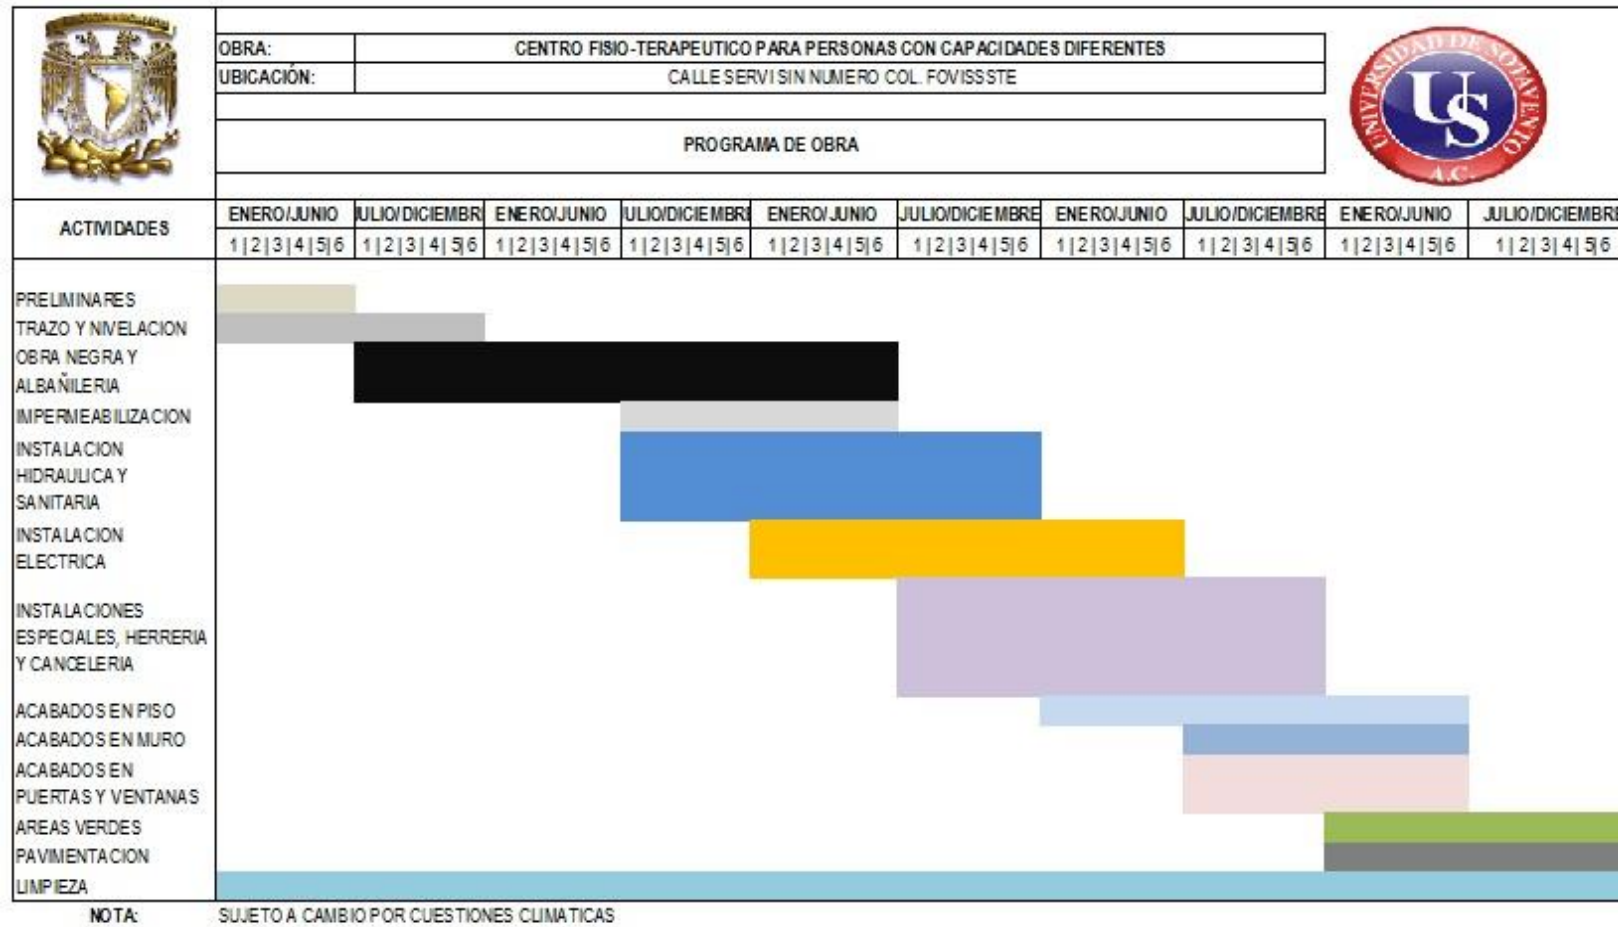 OBRA: CENTRO FISIO-TERAPEUTICO PARA PERSONAS CON CAPACIDADES DIFERENTES
UBICACIÓN: CALLE SERVI SIN NUMERO COL. FOVISSSTE
PROGRAMA DE OBRA
UNIVERSIDAD DE SOTAVENTO
US
A.C.
ACTIVIDADES
ENERO/JUNIO JULIO/DICIEMBR ENERO/JUNIO JULIO/DICIEMBRE ENERO/JUNIO JULIO/DICIEMBRE ENERO/JUNIO JULIO/DICIEMBRE ENERO/JUNIO JULIO/DICIEMBRE
1|2|3|4|5|6 1|2|3|4|5|6 1|2|3|4|5|6 1|2|3|4|5|6 1|2|3|4|5|6 1|2|3|4|5|6 1|2|3|4|5|6 1|2|3|4|5|6 1|2|3|4|5|6 1|2|3|4|5|6
PRELIMINARES
TRAZO Y NIVELACION
OBRA NEGRA Y
ALBAÑILERIA
IMPERMEABILIZACION
INSTALACION
HIDRAULICA Y
SANITARIA
INSTALACION
ELECTRICA
INSTALACIONES
ESPECIALES, HERRERIA
Y CANCELERIA
ACABADOS EN PISO
ACABADOS EN MURO
ACABADOS EN
PUERTAS Y VENTANAS
AREAS VERDES
PAVIMENTACION
LIMPIEZA
NOTA: SUJETO A CAMBIO POR CUESTIONES CLIMATICAS